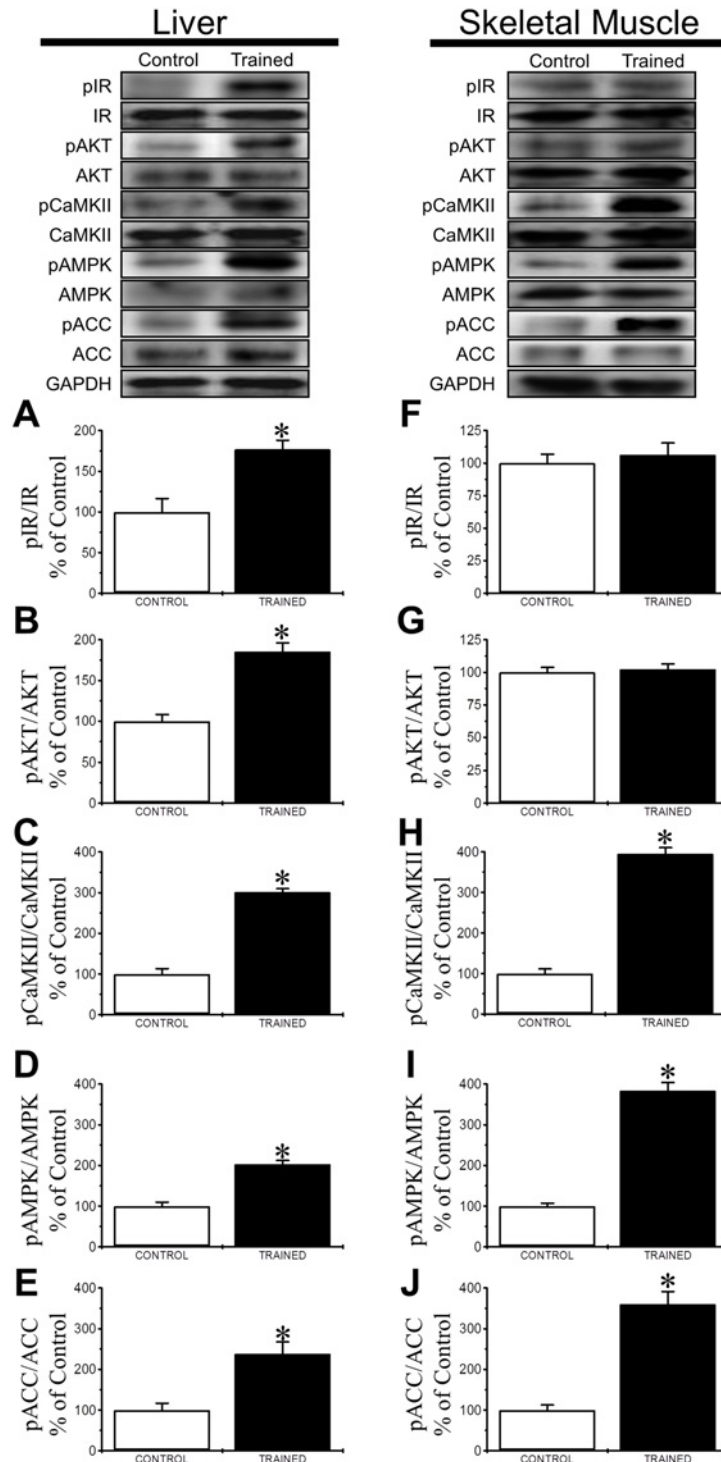 Liver
Control Trained
pIR
IR
pAKT
AKT
pCaMKII
CaMKII
pAMPK
AMPK
pACC
ACC
GAPDH
Skeletal Muscle
Control Trained
pIR
IR
pAKT
AKT
pCaMKII
CaMKII
pAMPK
AMPK
pACC
ACC
GAPDH
A
pIR/IR
% of Control
200
150
100
50
0
*
CONTROL TRAINED
F
pIR/IR
% of Control
125
100
75
50
25
0
CONTROL TRAINED
B
pAKT/AKT
% of Control
200
150
100
50
0
*
CONTROL TRAINED
G
pAKT/AKT
% of Control
125
100
75
50
25
0
CONTROL TRAINED
C
pCaMKII/CaMKII
% of Control
400
300
200
100
0
*
CONTROL TRAINED
H
pCaMKII/CaMKII
% of Control
400
300
200
100
0
*
CONTROL TRAINED
D
pAMPK/AMPK
% of Control
400
300
200
100
0
*
CONTROL TRAINED
I
pAMPK/AMPK
% of Control
400
300
200
100
0
*
CONTROL TRAINED
E
pACC/ACC
% of Control
400
300
200
100
0
*
CONTROL TRAINED
J
pACC/ACC
% of Control
400
300
200
100
0
*
CONTROL TRAINED